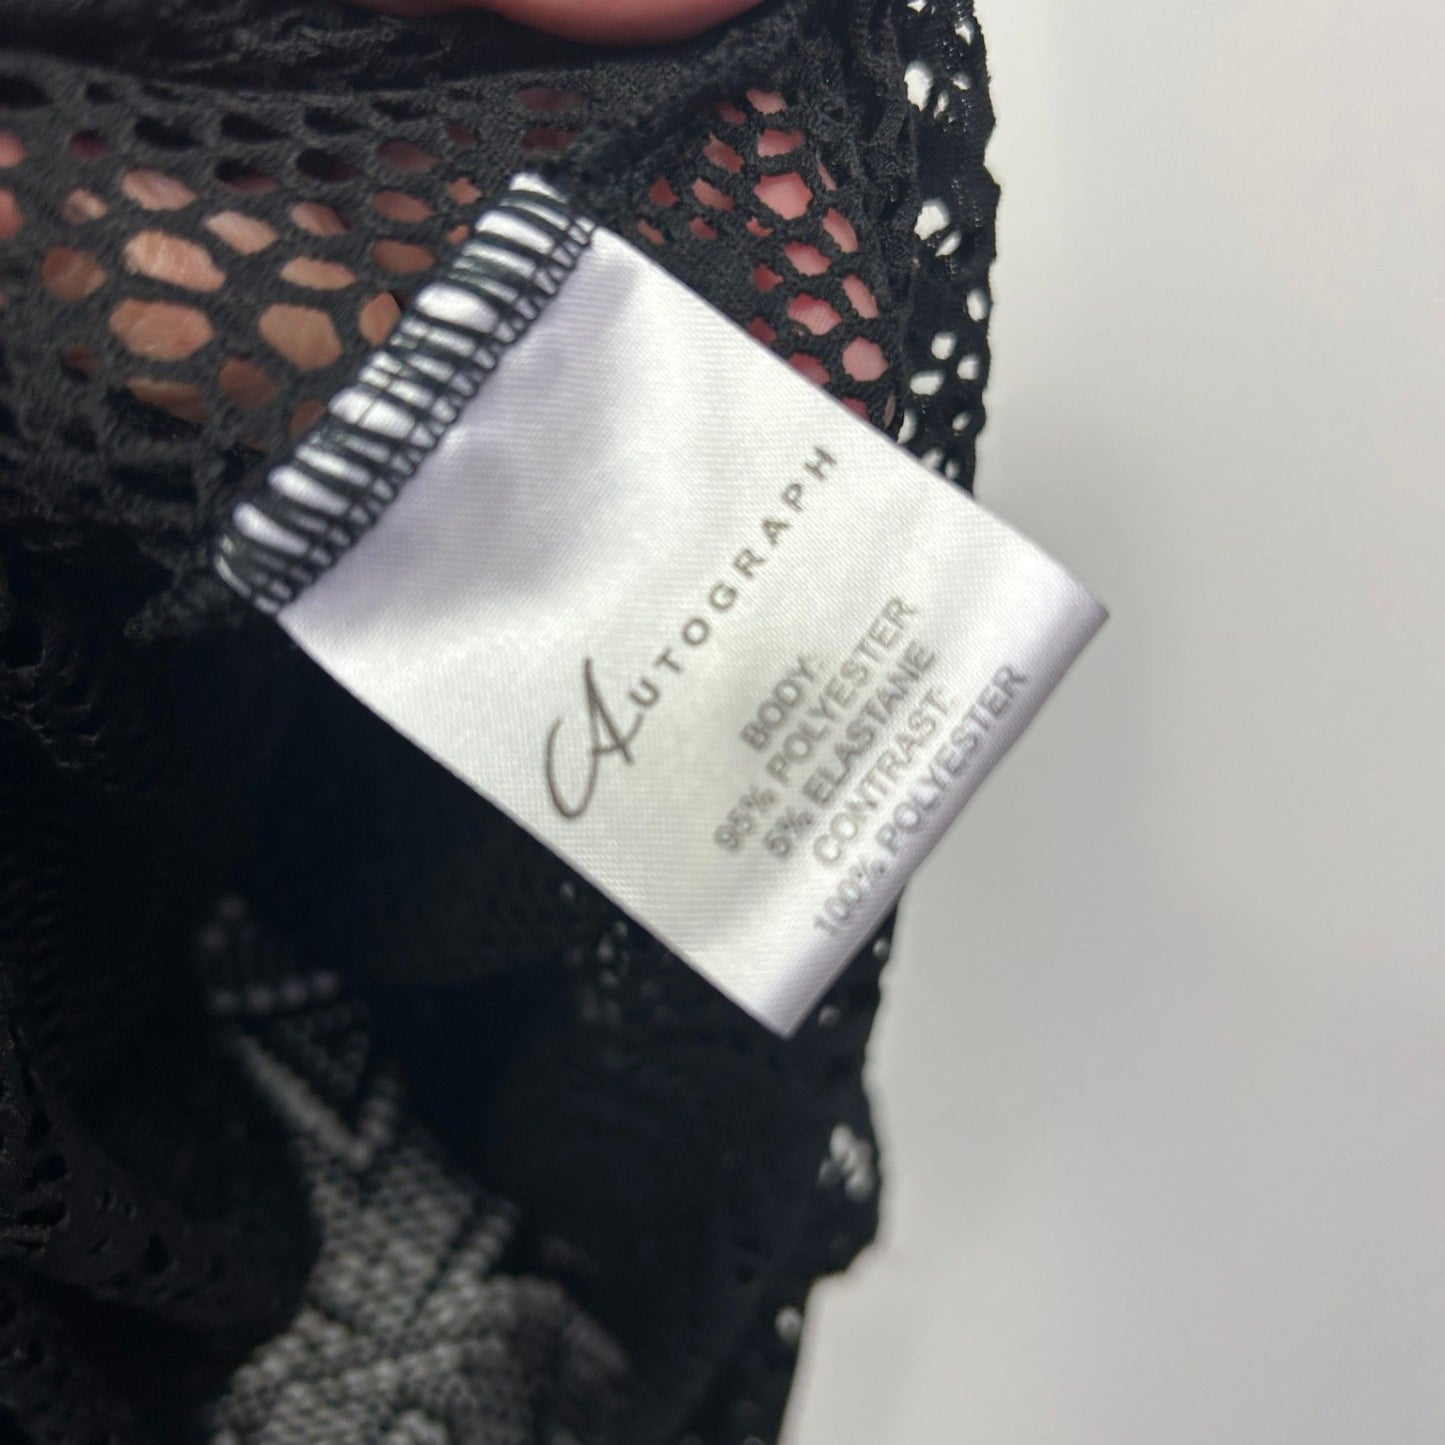 AUTOGRAPH
BODY:
95% POLYESTER
5% ELASTANE
CONTRAST:
100% POLYESTER